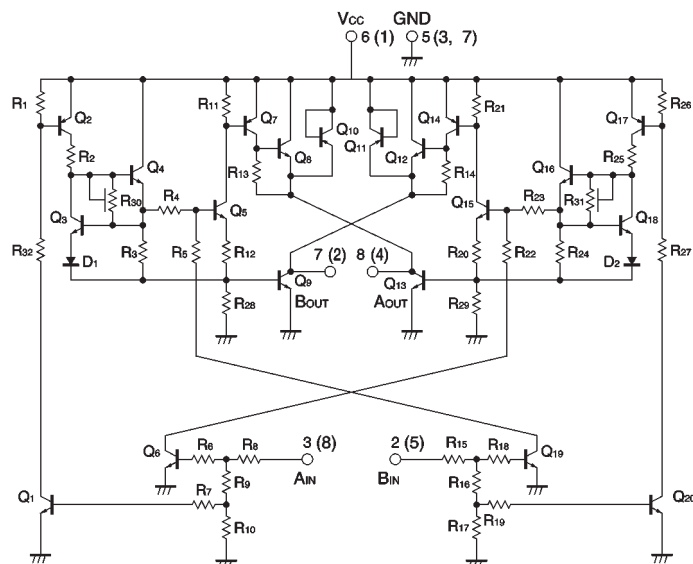 VCC GND
6 (1) 5 (3, 7)
R1 Q2 R11 Q7 Q10 Q14 R21 Q17 R26
R2 Q4 Q8 Q11 Q12 Q16 R25
R13 R14
Q3 R30 R4 Q5 Q15 R23 R31 Q18
R32 R3 R5 R12 7 (2) 8 (4) R20 R22 R24 R27
D1 Q9 Q13 D2
R28 BOUT AOUT R29
Q6 R6 R8 3 (8) 2 (5) R15 R18 Q19
R9 AIN BIN R16
Q1 R7 Q20
R10 R17 R19